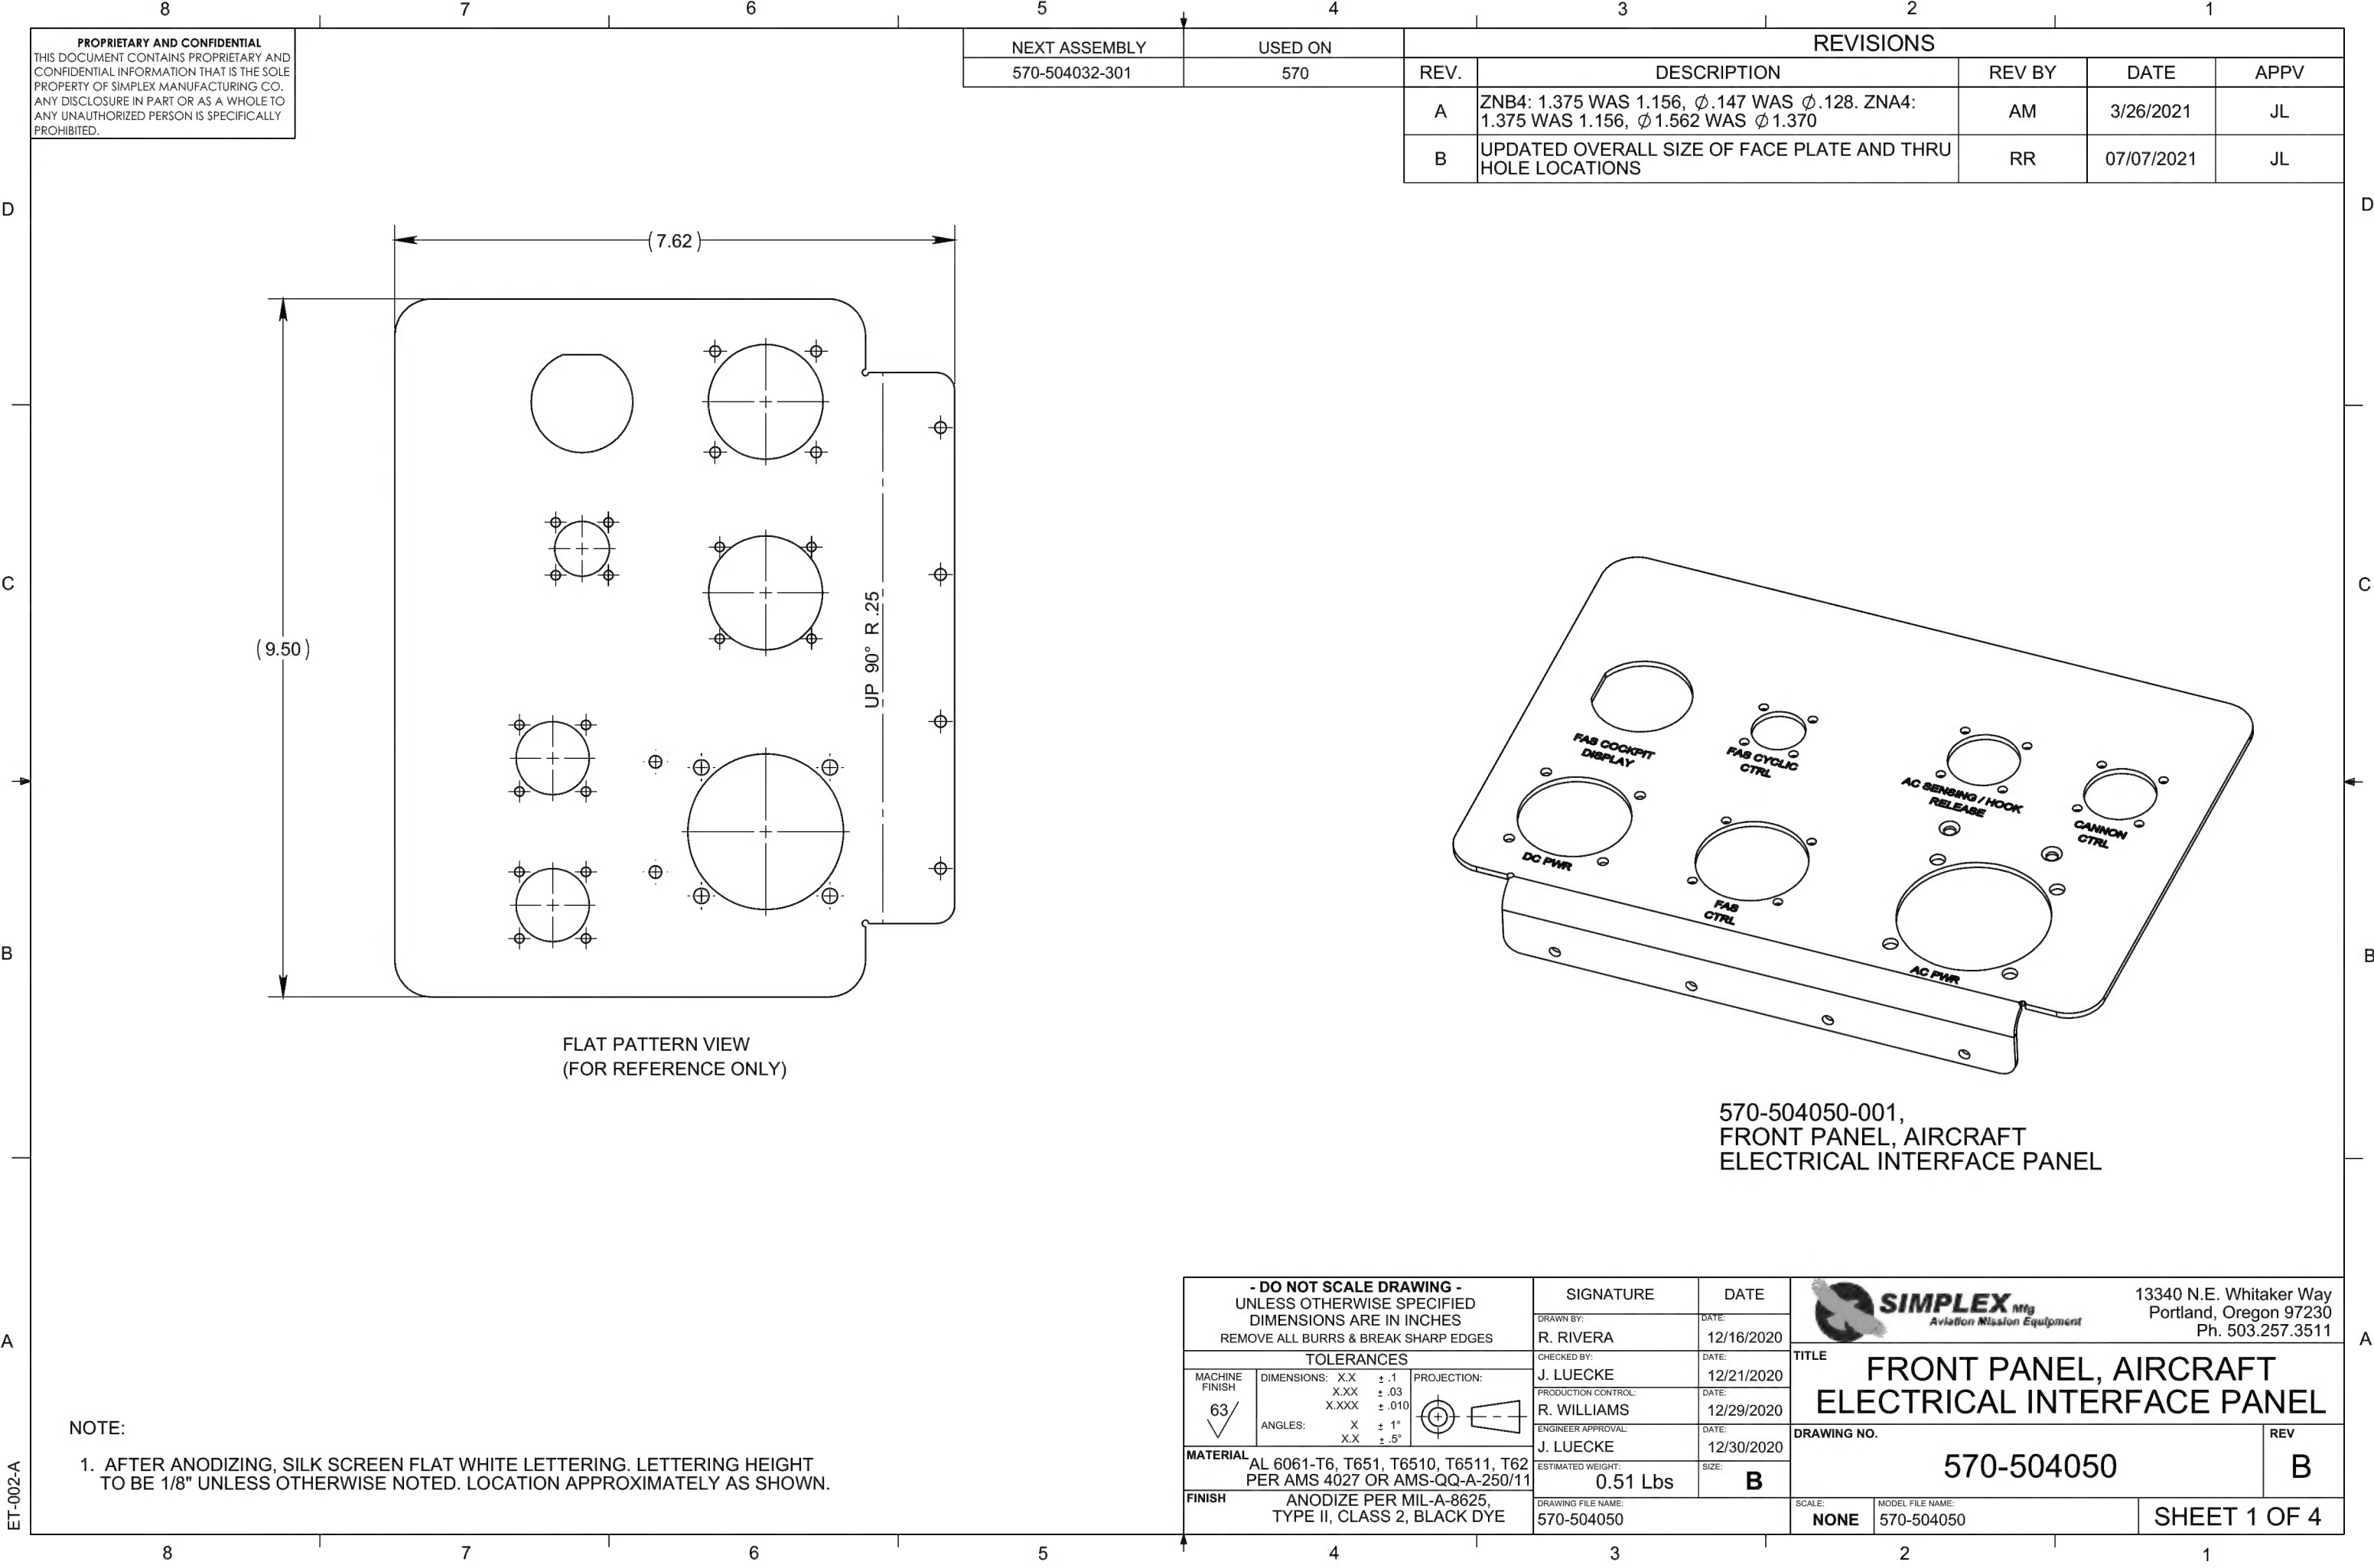 8 7 6 5 4 3 2 1
PROPRIETARY AND CONFIDENTIAL
THIS DOCUMENT CONTAINS PROPRIETARY AND
CONFIDENTIAL INFORMATION THAT IS THE SOLE
PROPERTY OF SIMPLEX MANUFACTURING CO.
ANY DISCLOSURE IN PART OR AS A WHOLE TO
ANY UNAUTHORIZED PERSON IS SPECIFICALLY
PROHIBITED.
NEXT ASSEMBLY USED ON
570-504032-301 570
REVISIONS
REV. DESCRIPTION REV BY DATE APPV
A ZNB4: 1.375 WAS 1.156, ∅.147 WAS ∅.128. ZNA4:
1.375 WAS 1.156, ∅1.562 WAS ∅1.370 AM 3/26/2021 JL
B UPDATED OVERALL SIZE OF FACE PLATE AND THRU
HOLE LOCATIONS RR 07/07/2021 JL
D D
(7.62)
C C
(9.50)
UP 90° R .25
B B
FLAT PATTERN VIEW
(FOR REFERENCE ONLY)
FAS COCKPIT
DISPLAY
FAS CYCLIC
CTRL
AC SENSING / HOOK
RELEASE
CANNON
CTRL
DC PWR
FAS
CTRL
AC PWR
570-504050-001,
FRONT PANEL, AIRCRAFT
ELECTRICAL INTERFACE PANEL
A A
NOTE:
1. AFTER ANODIZING, SILK SCREEN FLAT WHITE LETTERING. LETTERING HEIGHT
TO BE 1/8" UNLESS OTHERWISE NOTED. LOCATION APPROXIMATELY AS SHOWN.
ET-002-A
- DO NOT SCALE DRAWING -
UNLESS OTHERWISE SPECIFIED
DIMENSIONS ARE IN INCHES
REMOVE ALL BURRS & BREAK SHARP EDGES
TOLERANCES
MACHINE
FINISH
63
DIMENSIONS: X.X ± .1
X.XX ± .03
X.XXX ± .010
ANGLES: X ± 1°
X.X ± .5°
PROJECTION:
MATERIAL AL 6061-T6, T651, T6510, T6511, T62
PER AMS 4027 OR AMS-QQ-A-250/11
FINISH ANODIZE PER MIL-A-8625,
TYPE II, CLASS 2, BLACK DYE
SIGNATURE DATE
DRAWN BY: DATE:
R. RIVERA 12/16/2020
CHECKED BY: DATE:
J. LUECKE 12/21/2020
PRODUCTION CONTROL: DATE:
R. WILLIAMS 12/29/2020
ENGINEER APPROVAL: DATE:
J. LUECKE 12/30/2020
ESTIMATED WEIGHT: SIZE:
0.51 Lbs B
DRAWING FILE NAME:
570-504050
SIMPLEX Mfg
Aviation Mission Equipment
13340 N.E. Whitaker Way
Portland, Oregon 97230
Ph. 503.257.3511
TITLE
FRONT PANEL, AIRCRAFT
ELECTRICAL INTERFACE PANEL
DRAWING NO. REV
570-504050 B
SCALE: MODEL FILE NAME:
NONE 570-504050 SHEET 1 OF 4
8 7 6 5 4 3 2 1